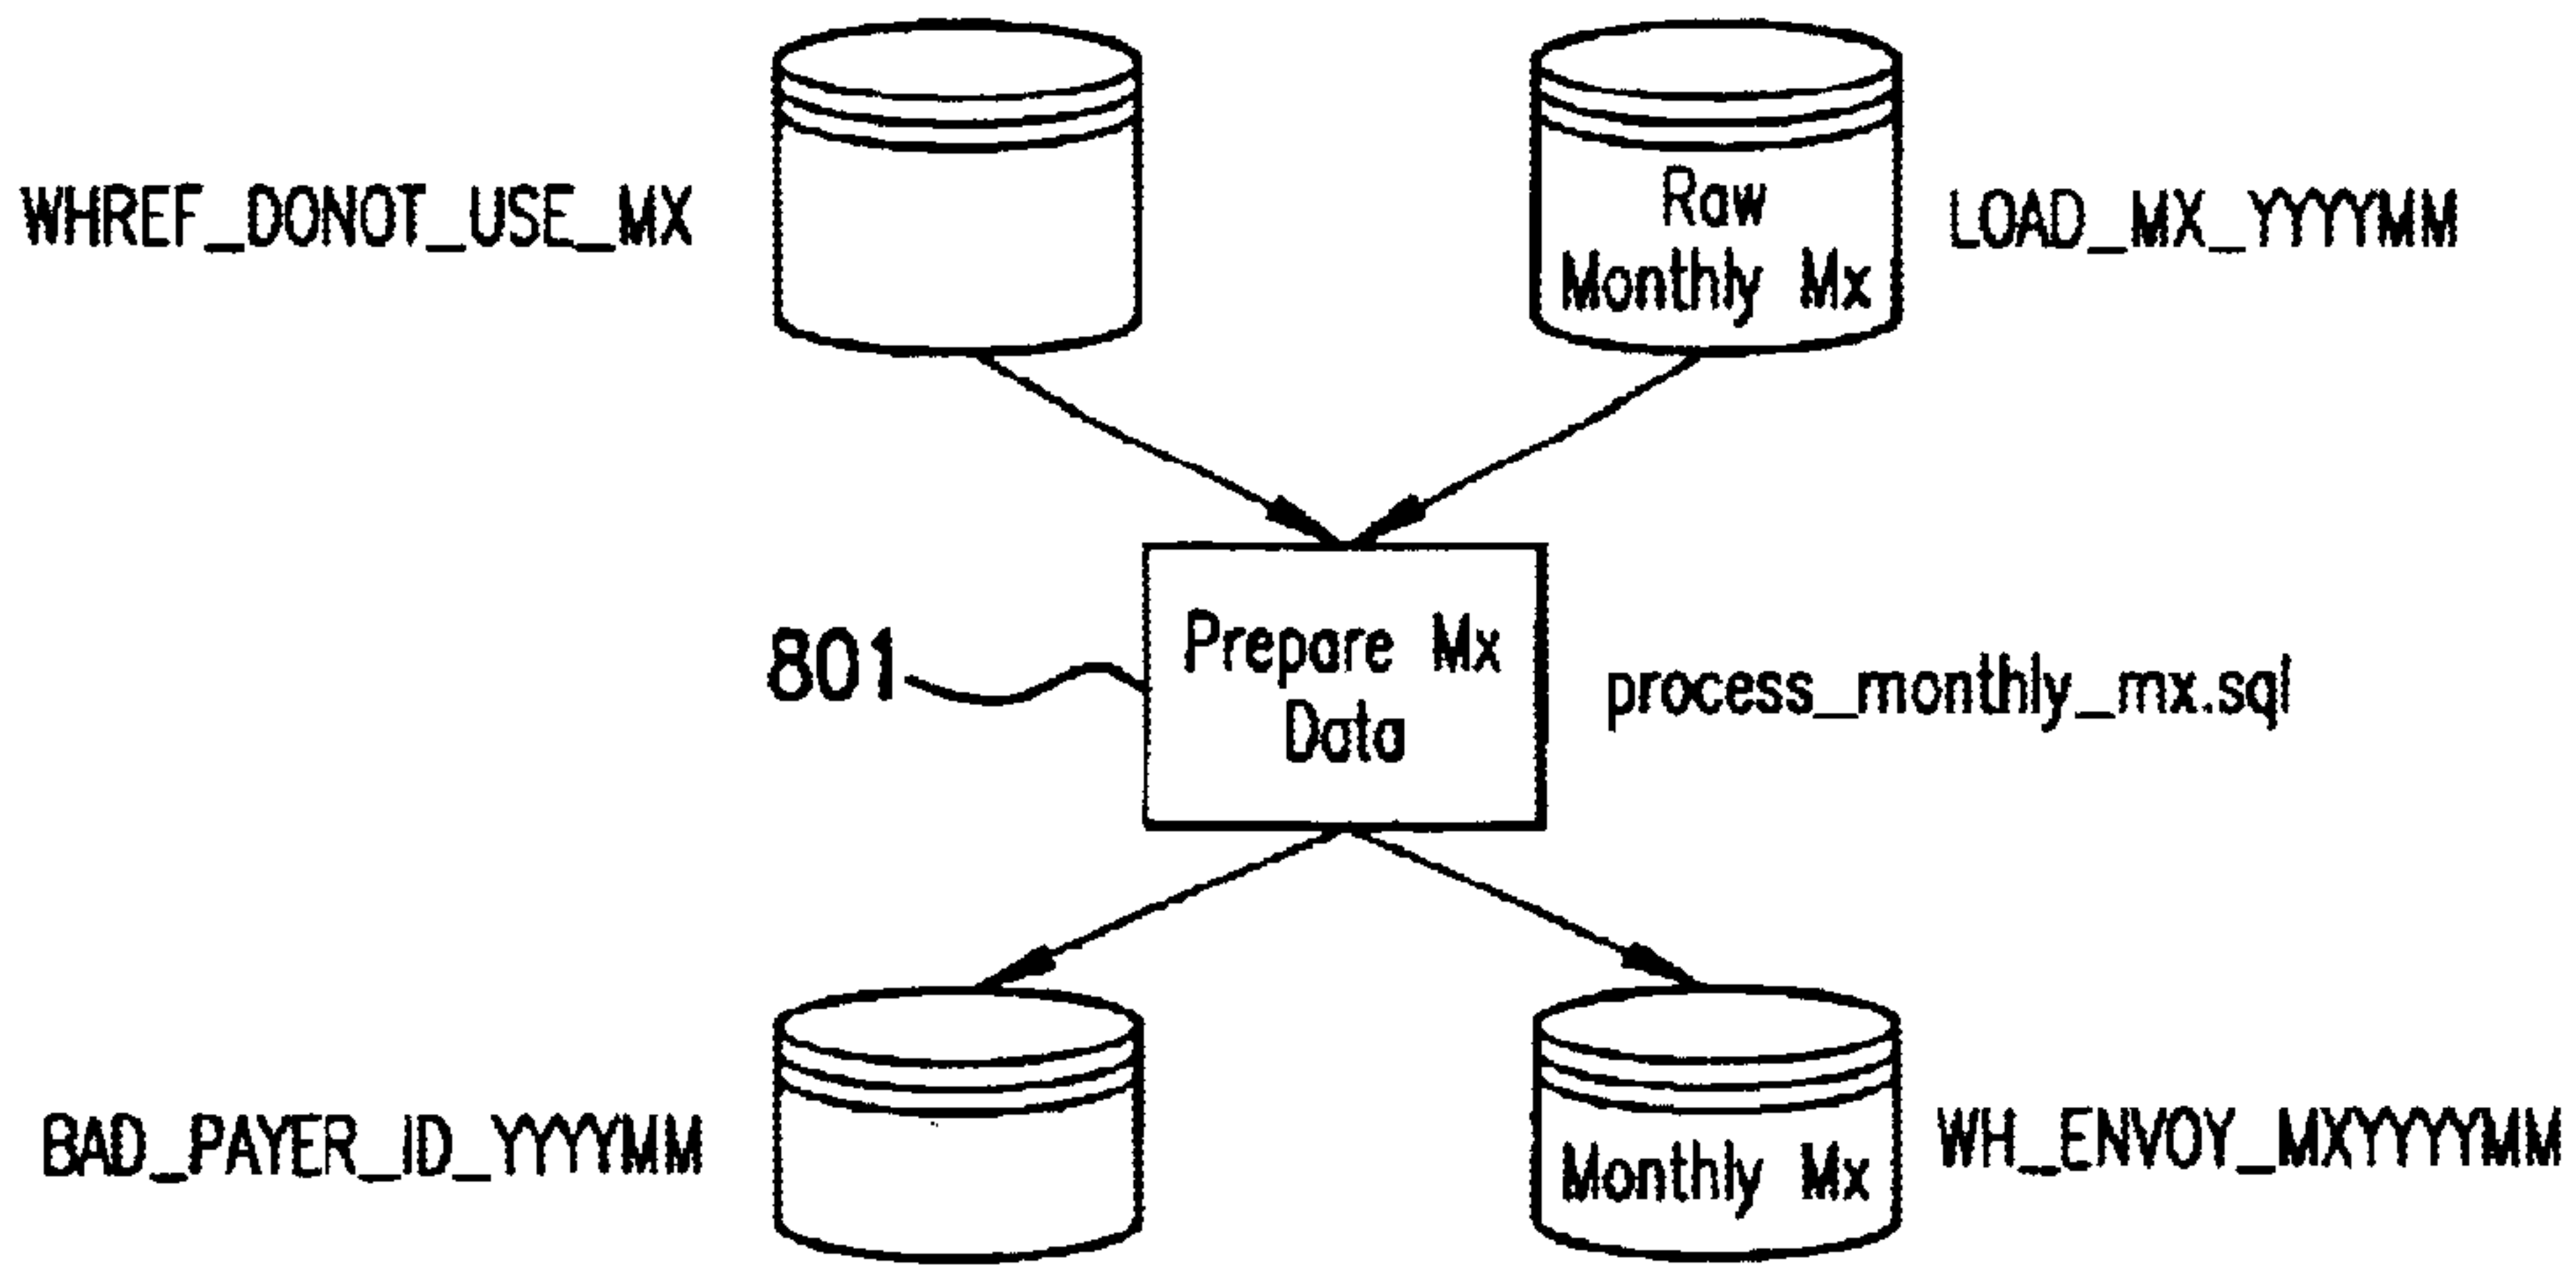 WHREF_DONOT_USE_MX
Raw
Monthly Mx
LOAD_MX_YYYYMM
801
Prepare Mx
Data
process_monthly_mx.sql
BAD_PAYER_ID_YYYYMM
Monthly Mx
WH_ENVOY_MXYYYYMM